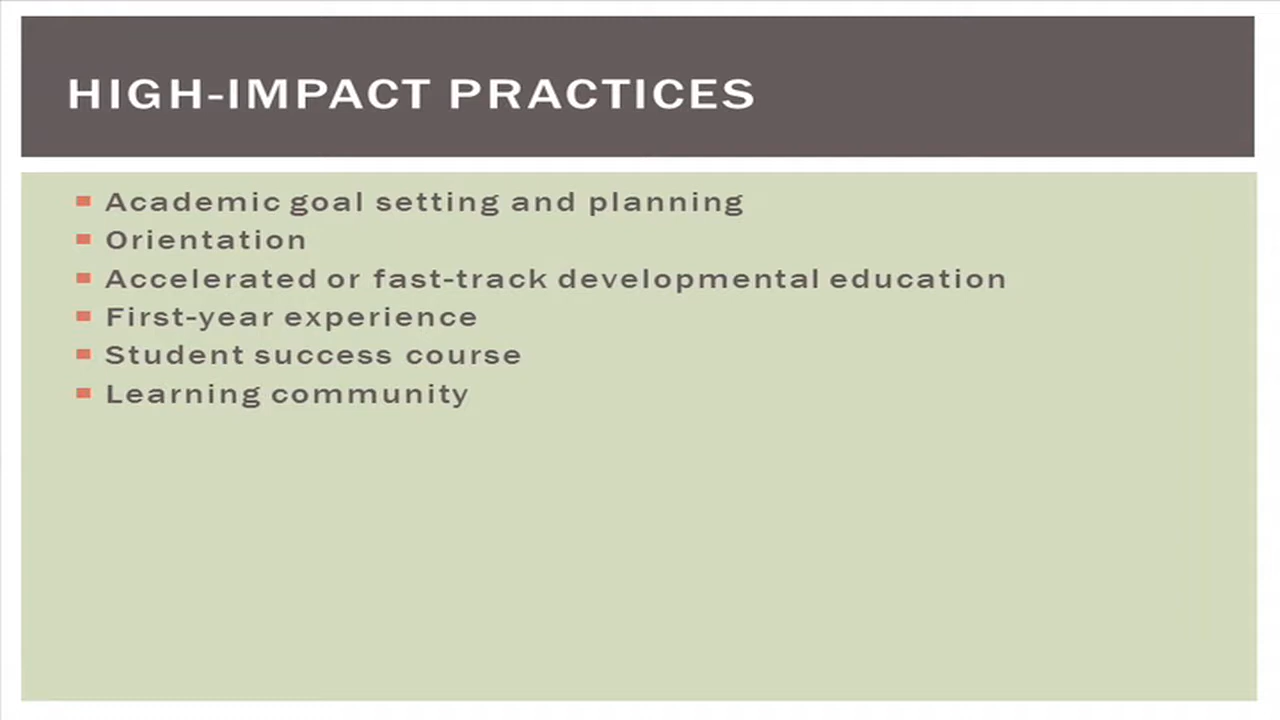 HIGH-IMPACT PRACTICES
Academic goal setting and planning
Orientation
Accelerated or fast-track developmental education
First-year experience
Student success course
Learning community